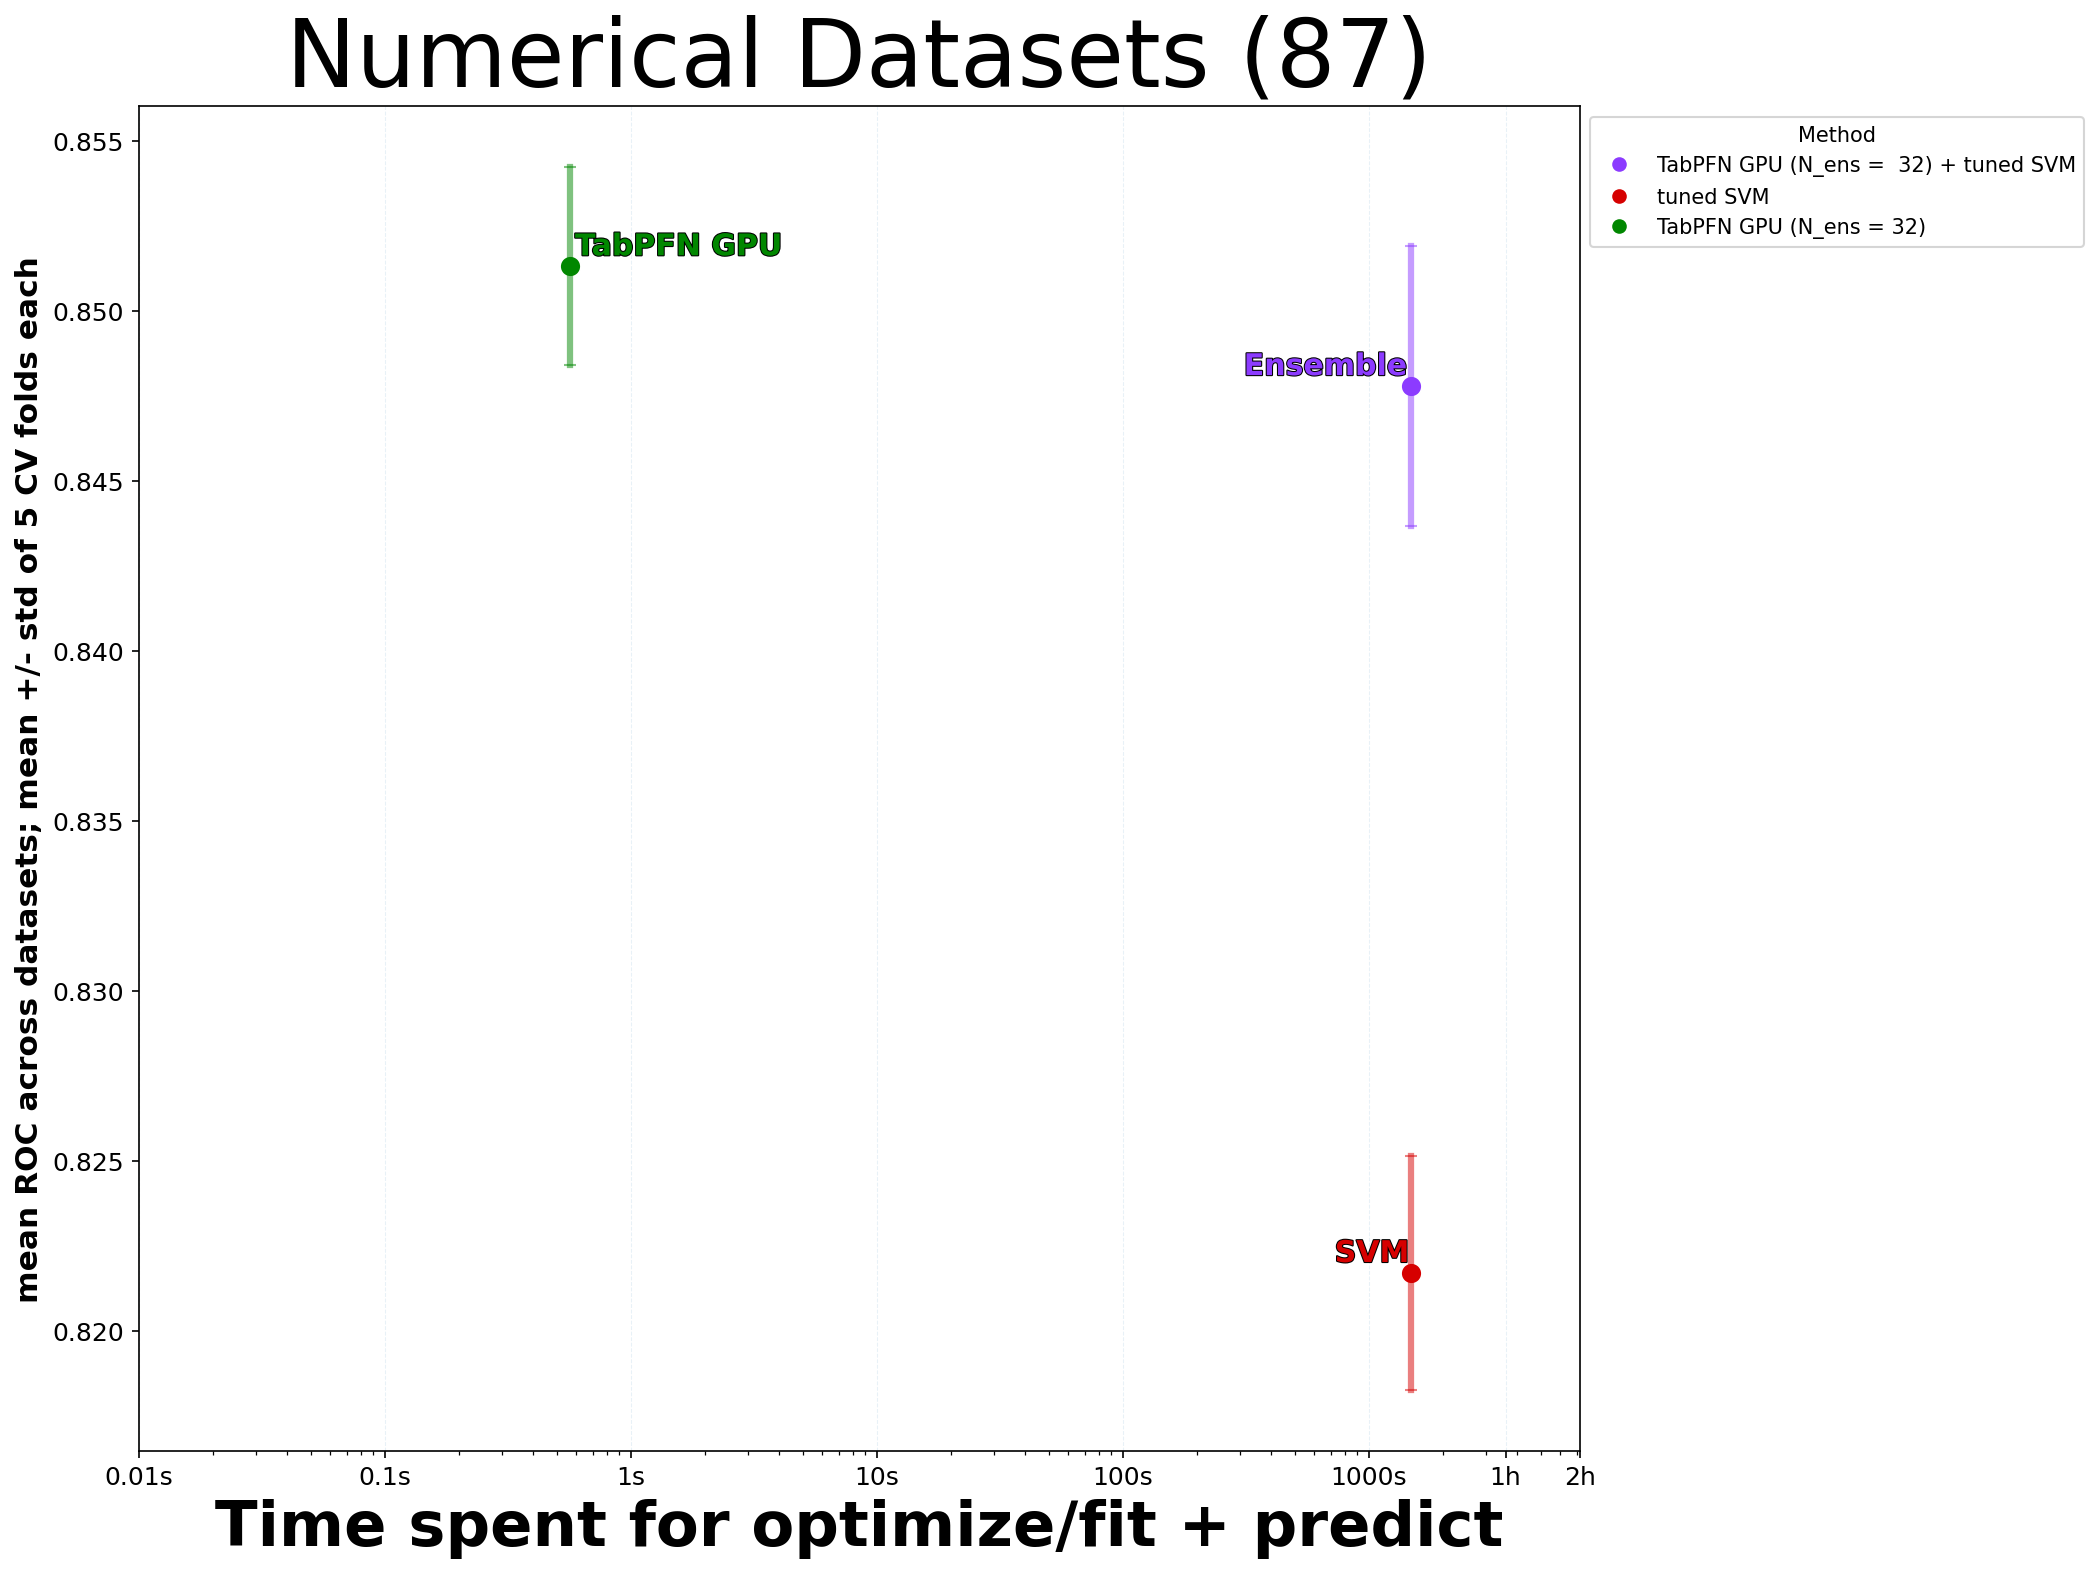 Numerical Datasets (87)
mean ROC across datasets; mean +/- std of 5 CV folds each
0.855
0.850
0.845
0.840
0.835
0.830
0.825
0.820
TabPFN GPU
Ensemble
SVM
Method
TabPFN GPU (N_ens =  32) + tuned SVM
tuned SVM
TabPFN GPU (N_ens = 32)
0.01s 0.1s 1s 10s 100s 1000s 1h 2h
Time spent for optimize/fit + predict